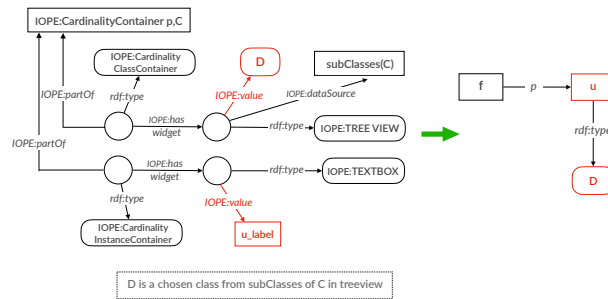 IOPE:CardinalityContainer p,C
IOPE:Cardinality
ClassContainer
D
subClasses(C)
IOPE:partOf
rdf:type
IOPE:value
IOPE:dataSource
f
p
u
IOPE:has
widget
rdf:type
IOPE:TREE VIEW
rdf:type
IOPE:partOf
IOPE:has
widget
rdf:type
IOPE:TEXTBOX
D
rdf:type
IOPE:value
IOPE:Cardinality
InstanceContainer
u_label
D is a chosen class from subClasses of C in treeview